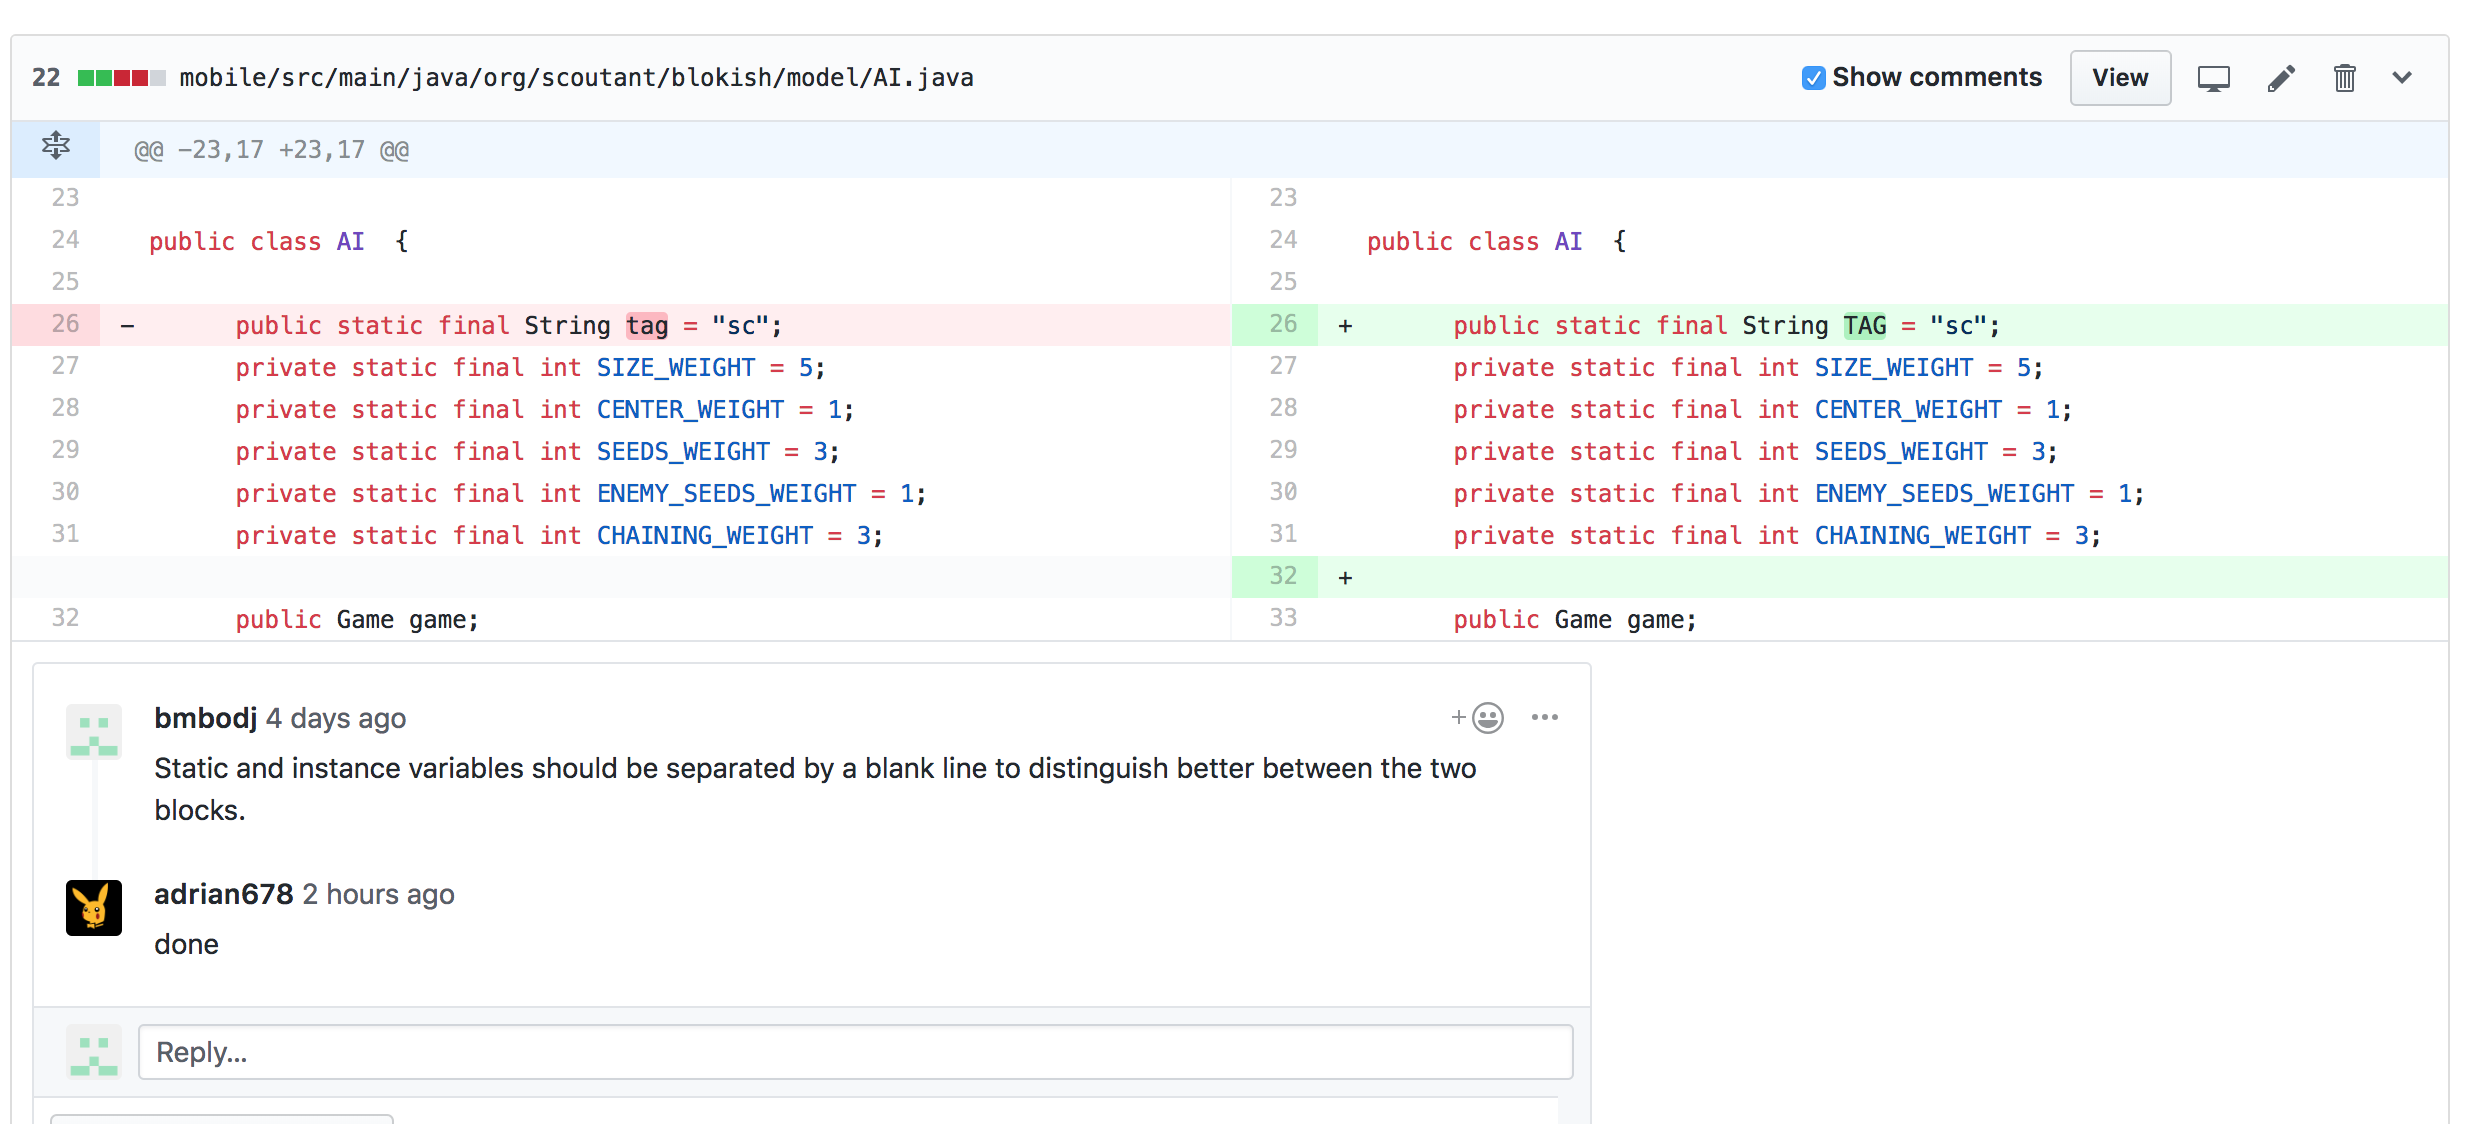 22 mobile/src/main/java/org/scoutant/blokish/model/AI.java Show comments View
@@ -23,17 +23,17 @@
23 23
24 public class AI  { 24 public class AI  {
25 25
26 - public static final String tag = "sc"; 26 + public static final String TAG = "sc";
27 private static final int SIZE_WEIGHT = 5; 27 private static final int SIZE_WEIGHT = 5;
28 private static final int CENTER_WEIGHT = 1; 28 private static final int CENTER_WEIGHT = 1;
29 private static final int SEEDS_WEIGHT = 3; 29 private static final int SEEDS_WEIGHT = 3;
30 private static final int ENEMY_SEEDS_WEIGHT = 1; 30 private static final int ENEMY_SEEDS_WEIGHT = 1;
31 private static final int CHAINING_WEIGHT = 3; 31 private static final int CHAINING_WEIGHT = 3;
32 +
32 public Game game; 33 public Game game;
bmbodj 4 days ago
Static and instance variables should be separated by a blank line to distinguish better between the two
blocks.
adrian678 2 hours ago
done
Reply...